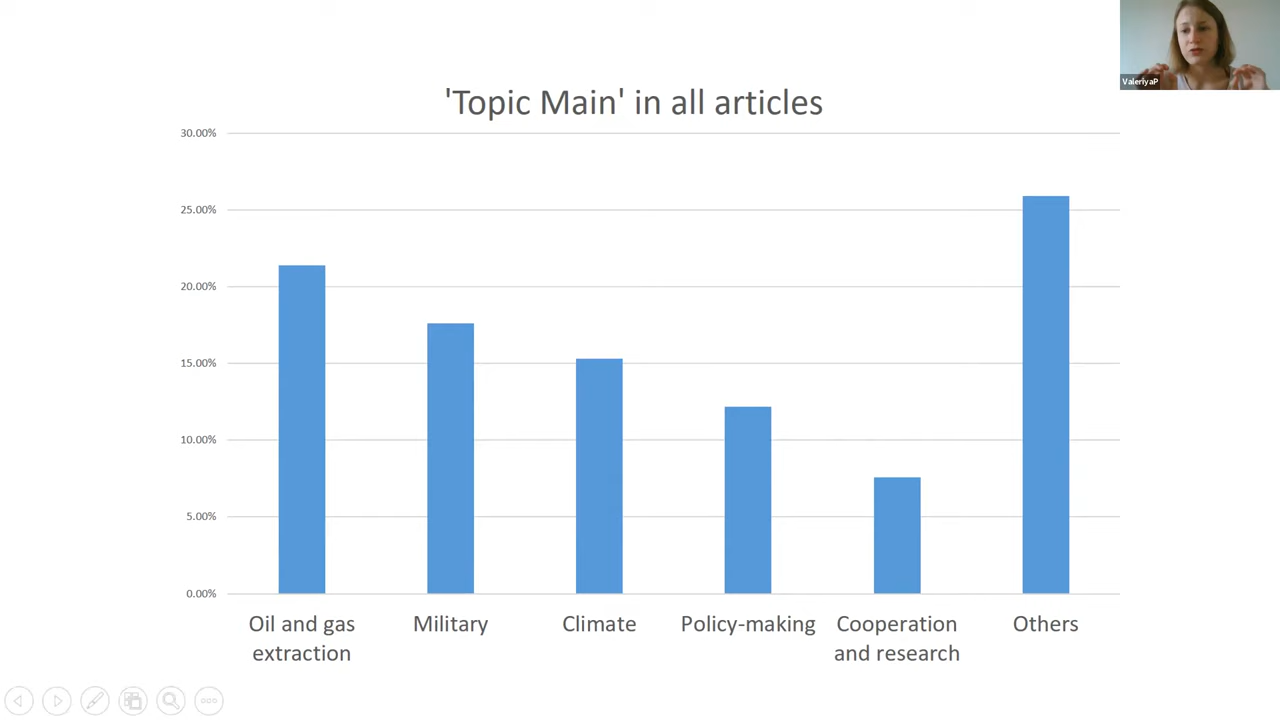 ValeriyaP
'Topic Main' in all articles
30.00%
25.00%
20.00%
15.00%
10.00%
5.00%
0.00%
Oil and gas
extraction
Military
Climate
Policy-making
Cooperation
and research
Others